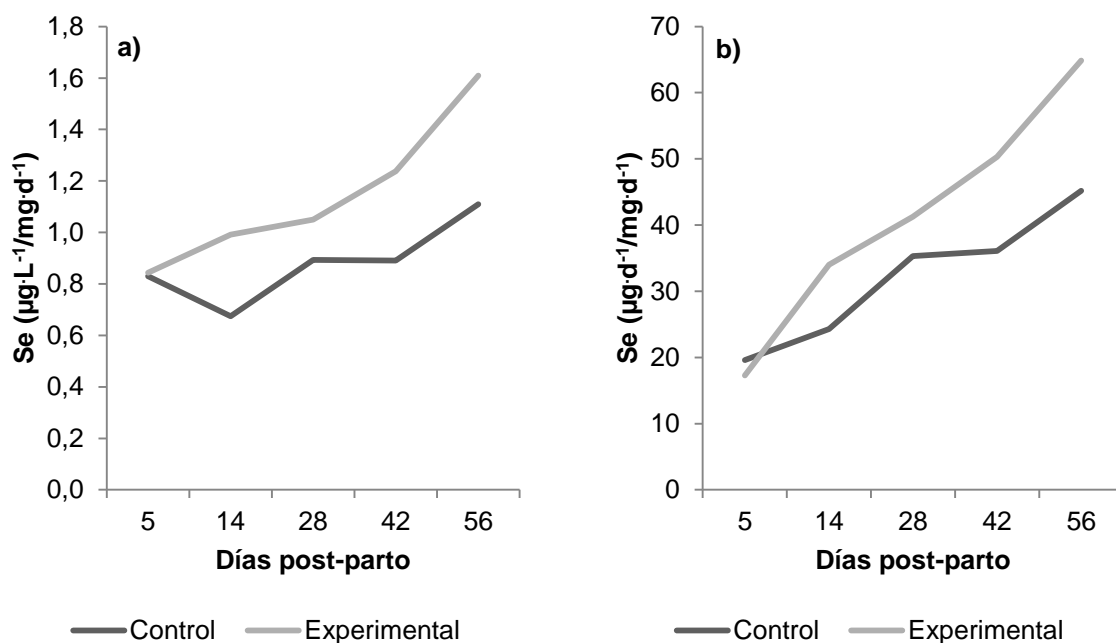 a)
Se (µg·L⁻¹/mg·d⁻¹)
1,8
1,6
1,4
1,2
1,0
0,8
0,6
0,4
0,2
0,0
5 14 28 42 56
Días post-parto
Control Experimental
b)
Se (µg·d⁻¹/mg·d⁻¹)
70
60
50
40
30
20
10
0
5 14 28 42 56
Días post-parto
Control Experimental